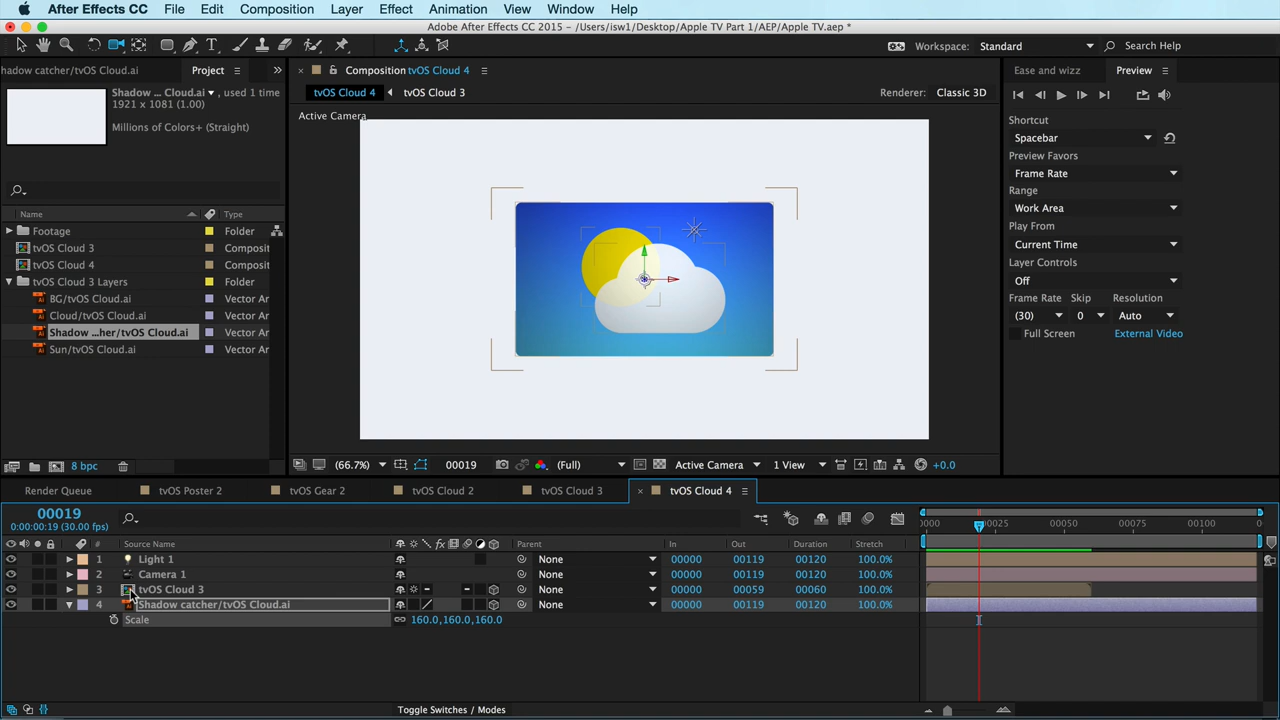 After Effects CC File Edit Composition Layer Effect Animation View Window Help
Adobe After Effects CC 2015 - /Users/isw1/Desktop/Apple TV Part 1/AEP/Apple TV.aep *
Workspace: Standard Search Help
hadow catcher/tvOS Cloud.ai Project
Composition tvOS Cloud 4
Ease and wizz Preview
Shadow ... Cloud.ai ▾ , used 1 time
1921 x 1081 (1.00)
Millions of Colors+ (Straight)
tvOS Cloud 4 tvOS Cloud 3
Renderer: Classic 3D
Active Camera
Shortcut
Spacebar
Preview Favors
Frame Rate
Range
Work Area
Play From
Current Time
Layer Controls
Off
Frame Rate Skip Resolution
(30) 0 Auto
Full Screen External Video
Name Type
Footage Folder
tvOS Cloud 3 Composit
tvOS Cloud 4 Composit
tvOS Cloud 3 Layers Folder
BG/tvOS Cloud.ai Vector Ar
Cloud/tvOS Cloud.ai Vector Ar
Shadow ...her/tvOS Cloud.ai Vector Ar
Sun/tvOS Cloud.ai Vector Ar
8 bpc
(66.7%) 00019 (Full) Active Camera 1 View +0.0
Render Queue tvOS Poster 2 tvOS Gear 2 tvOS Cloud 2 tvOS Cloud 3 × tvOS Cloud 4
00019
0:00:00:19 (30.00 fps)
0000 00025 00050 00075 00100 0
# Source Name Parent In Out Duration Stretch
1 Light 1 None 00000 00119 00120 100.0%
2 Camera 1 None 00000 00119 00120 100.0%
3 tvOS Cloud 3 None 00000 00059 00060 100.0%
4 Shadow catcher/tvOS Cloud.ai None 00000 00119 00120 100.0%
Scale 160.0,160.0,160.0%
Toggle Switches / Modes